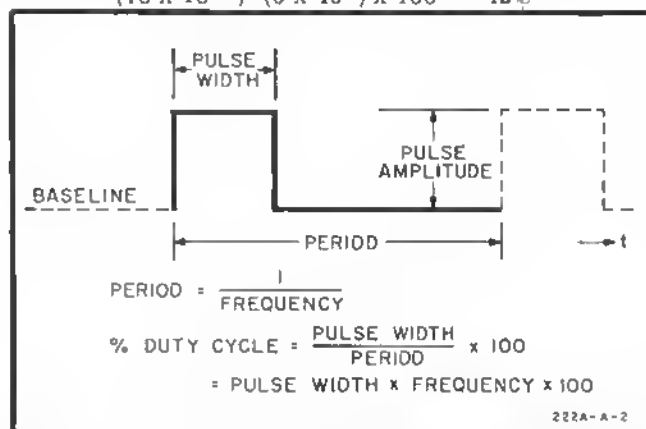 PULSE
WIDTH
PULSE
AMPLITUDE
BASELINE
PERIOD
t
PERIOD = 1 / FREQUENCY
% DUTY CYCLE = PULSE WIDTH / PERIOD x 100
= PULSE WIDTH x FREQUENCY x 100
222A-A-2